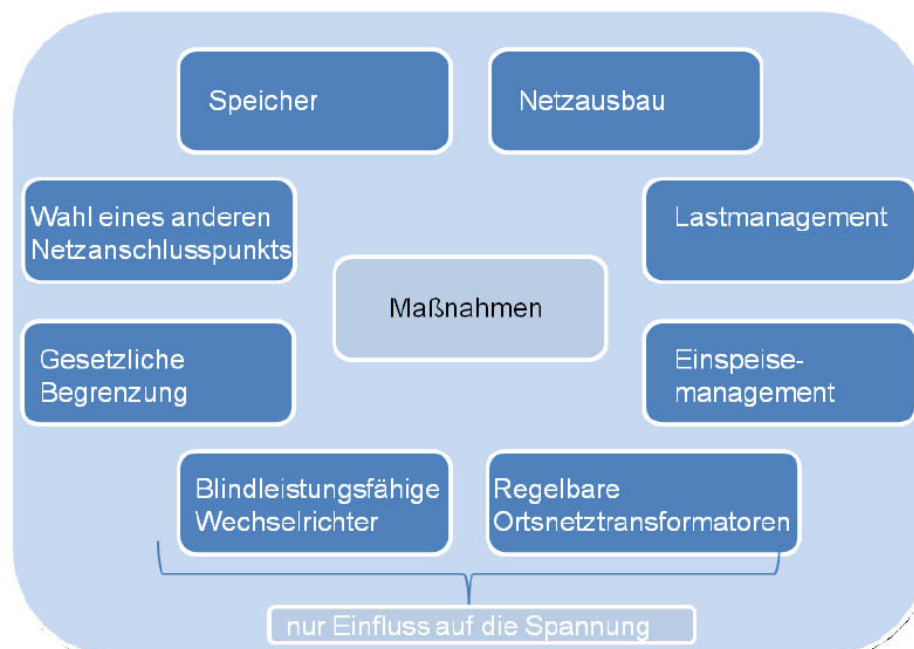 Speicher
Netzausbau
Wahl eines anderen
Netzanschlusspunkts
Lastmanagement
Maßnahmen
Gesetzliche
Begrenzung
Einspeise-
management
Blindleistungsfähige
Wechselrichter
Regelbare
Ortsnetztransformatoren
nur Einfluss auf die Spannung